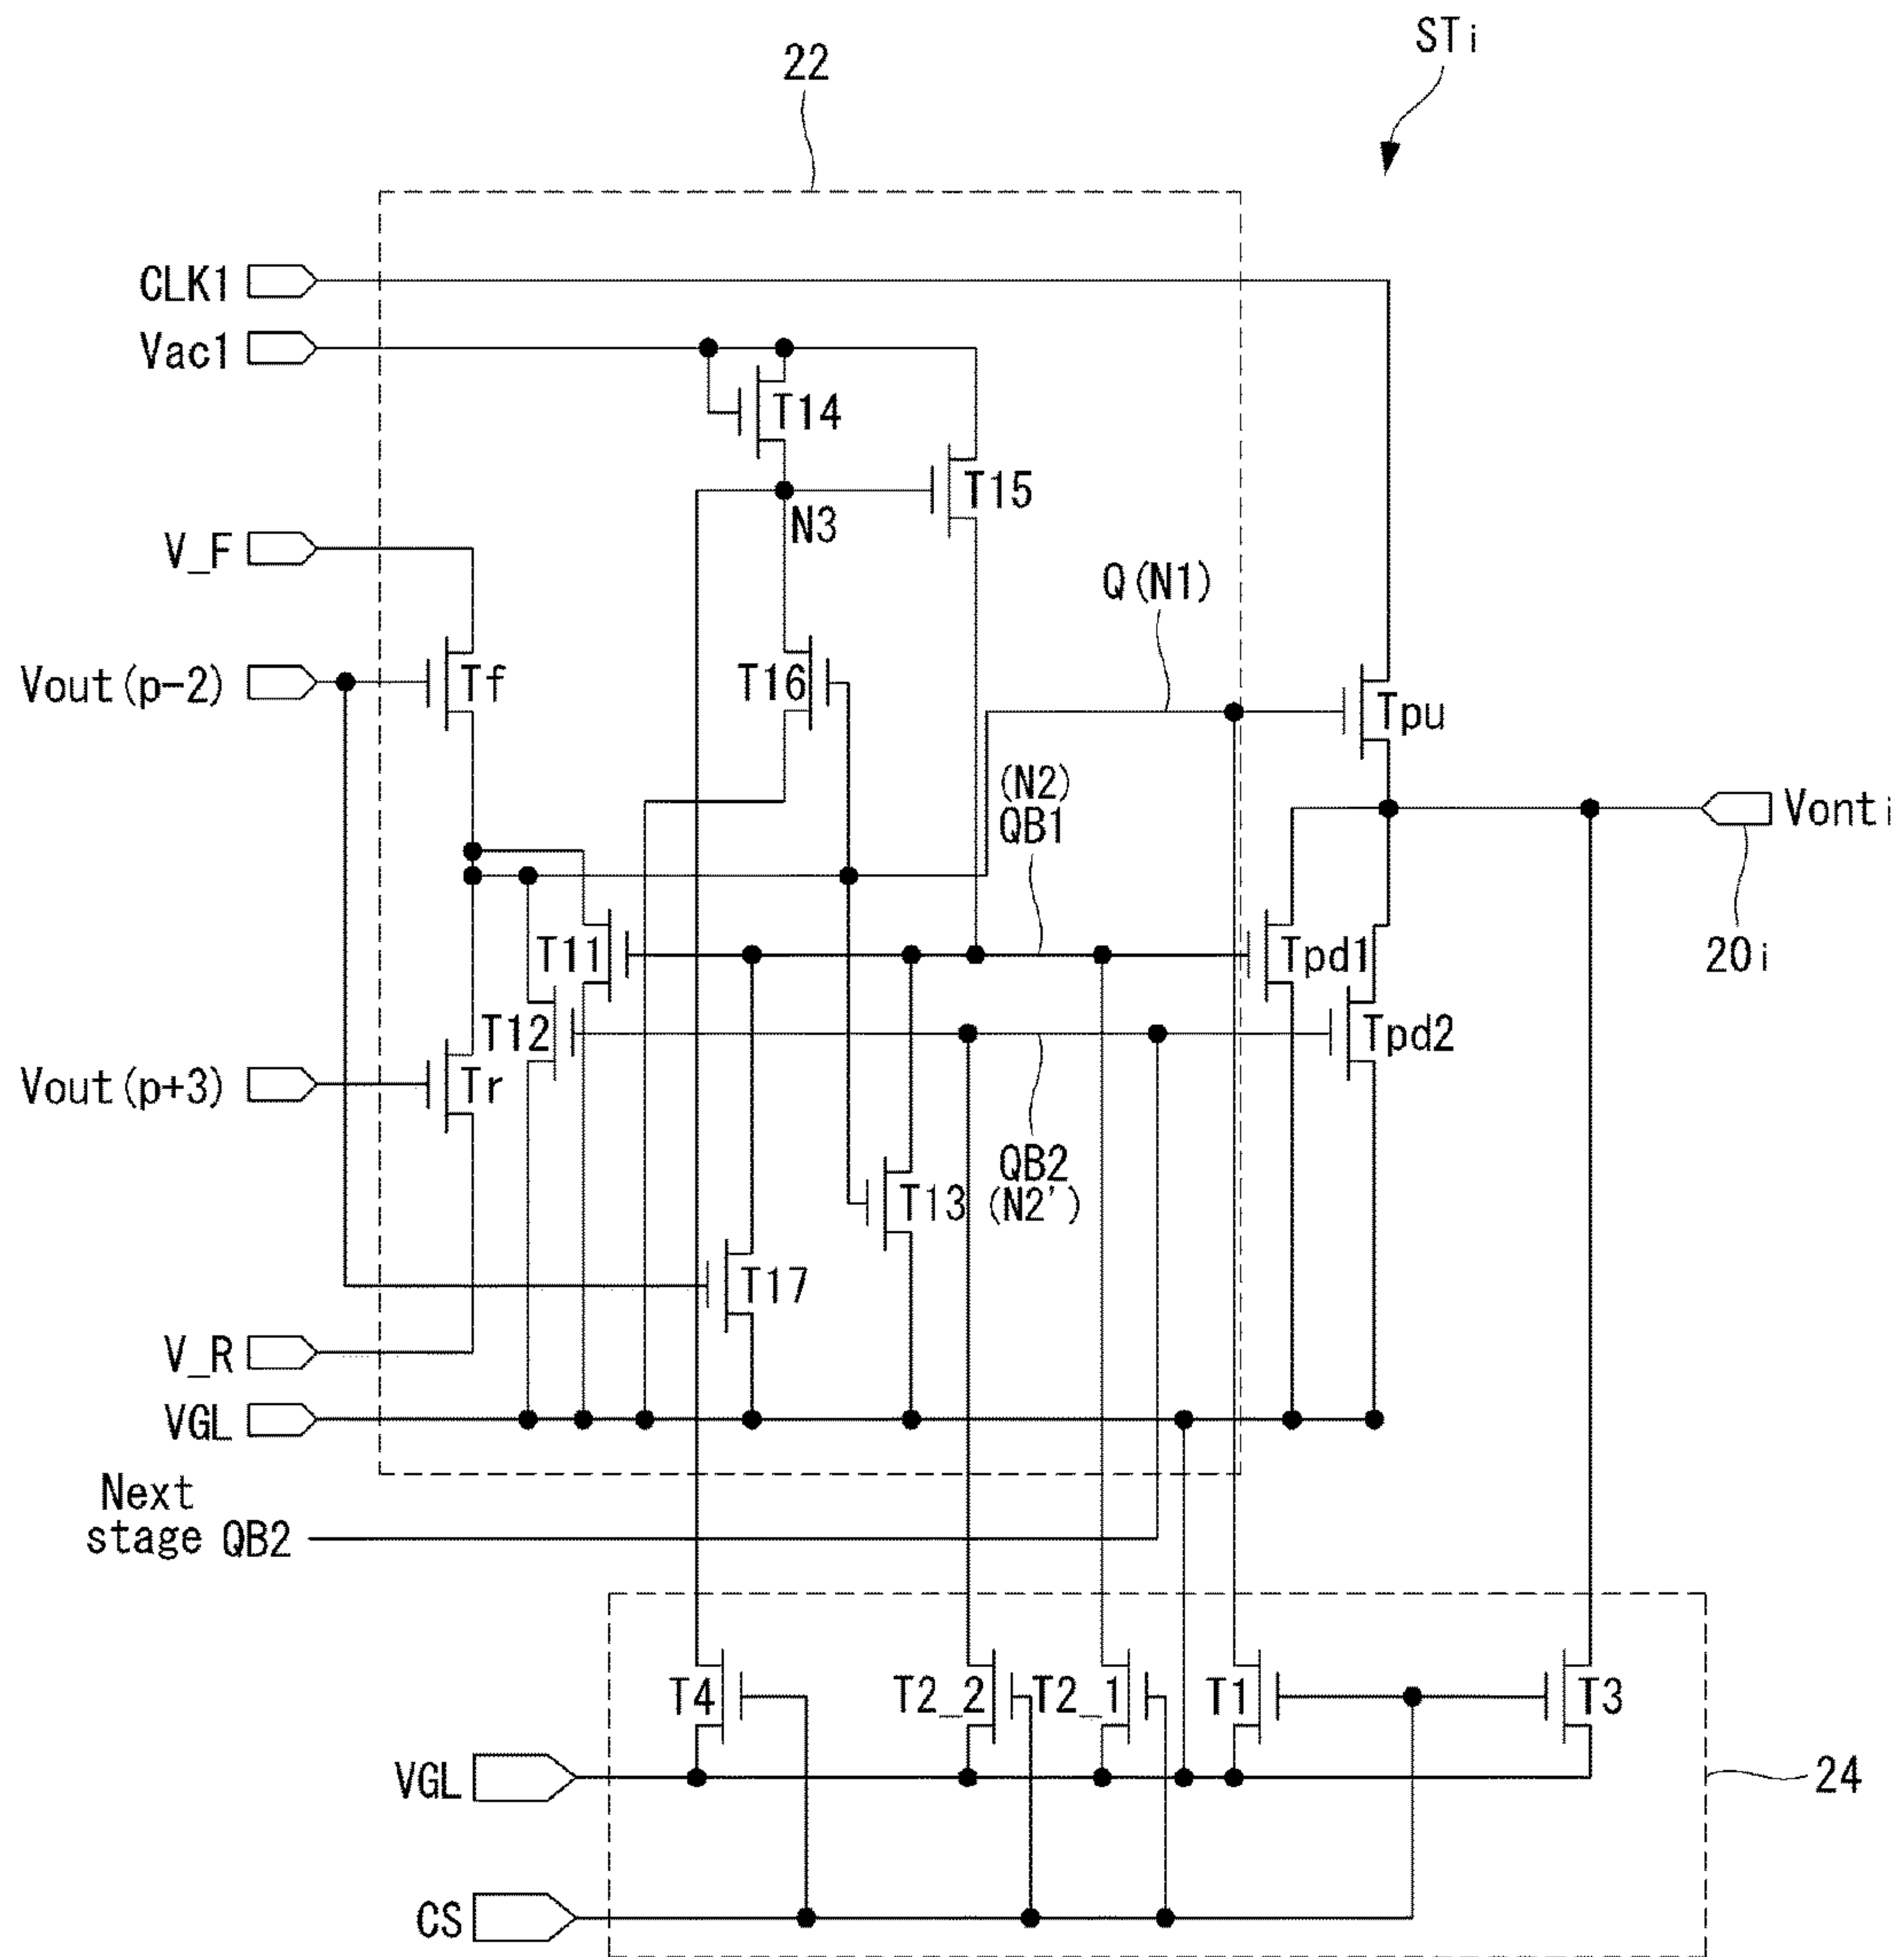 STi
22
CLK1
Vac1
T14
T15
N3
V_F
Q(N1)
Vout(p-2)
Tf
T16
Tpu
(N2)
QB1
Vonti
T11
Tpd1
20i
T12
Tpd2
Vout(p+3)
Tr
QB2
(N2')
T13
T17
V_R
VGL
Next
stage QB2
T4
T2_2
T2_1
T1
T3
VGL
24
CS